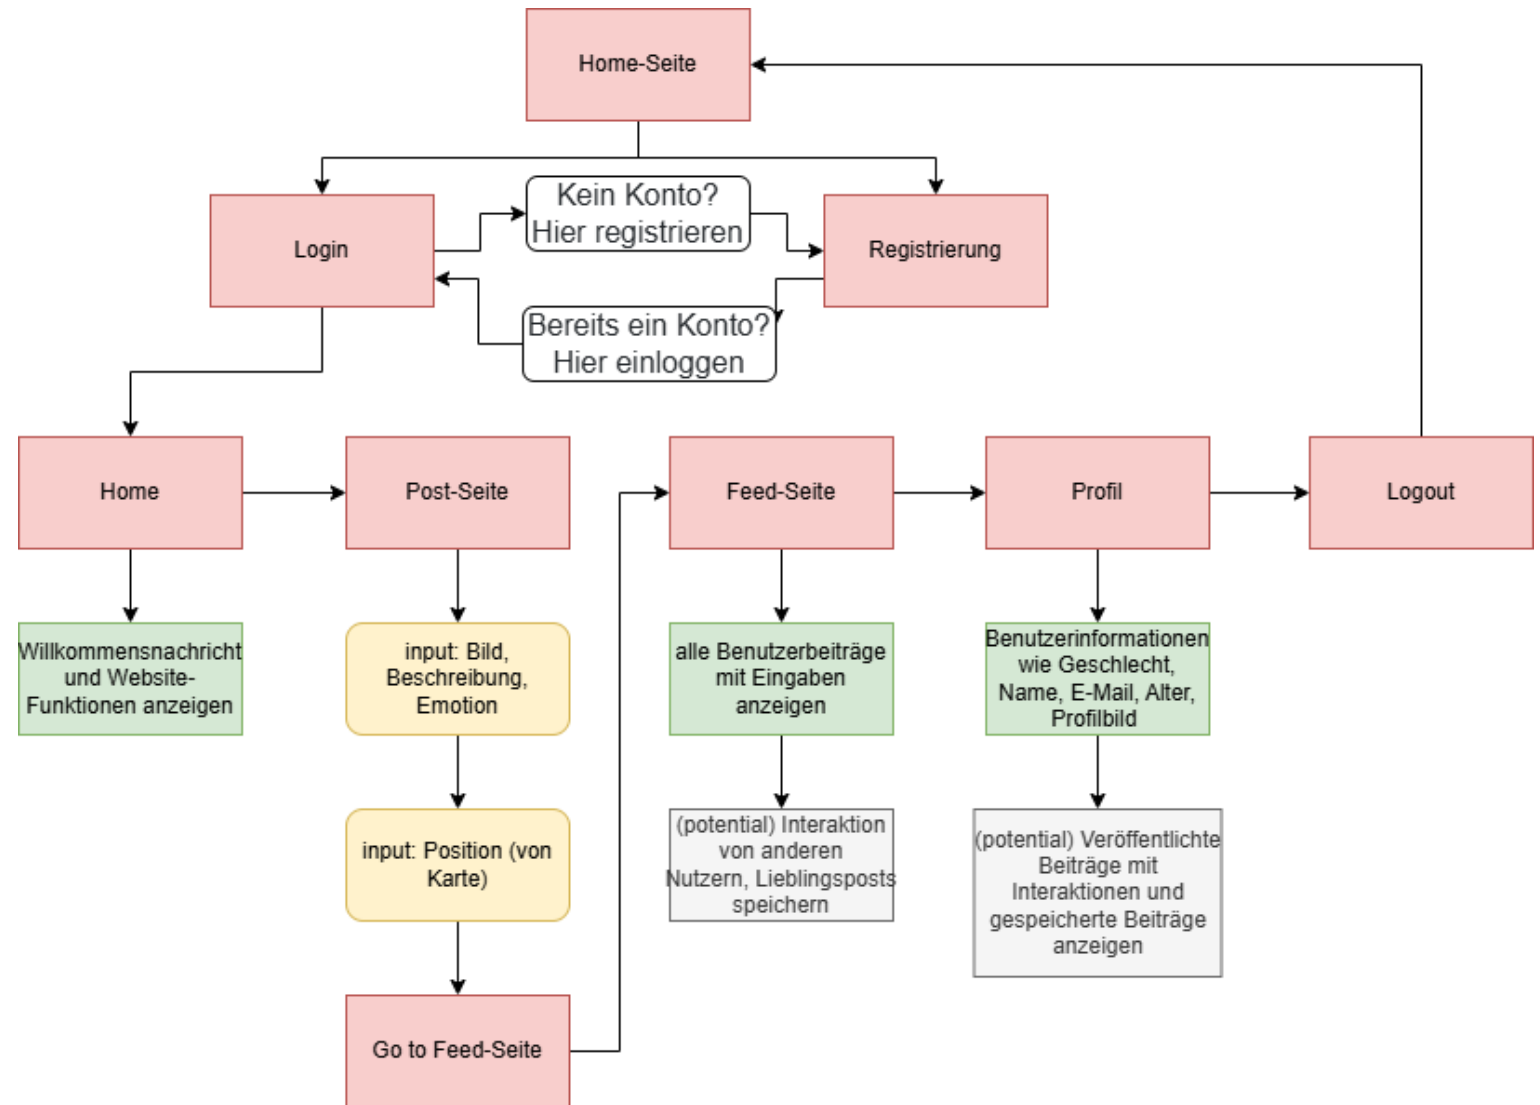 Home-Seite
Kein Konto?
Hier registrieren
Login
Registrierung
Bereits ein Konto?
Hier einloggen
Home
Post-Seite
Feed-Seite
Profil
Logout
Willkommensnachricht
und Website-
Funktionen anzeigen
input: Bild,
Beschreibung,
Emotion
alle Benutzerbeiträge
mit Eingaben
anzeigen
Benutzerinformationen
wie Geschlecht,
Name, E-Mail, Alter,
Profilbild
input: Position (von
Karte)
(potential) Interaktion
von anderen
Nutzern, Lieblingsposts
speichern
(potential) Veröffentlichte
Beiträge mit
Interaktionen und
gespeicherte Beiträge
anzeigen
Go to Feed-Seite